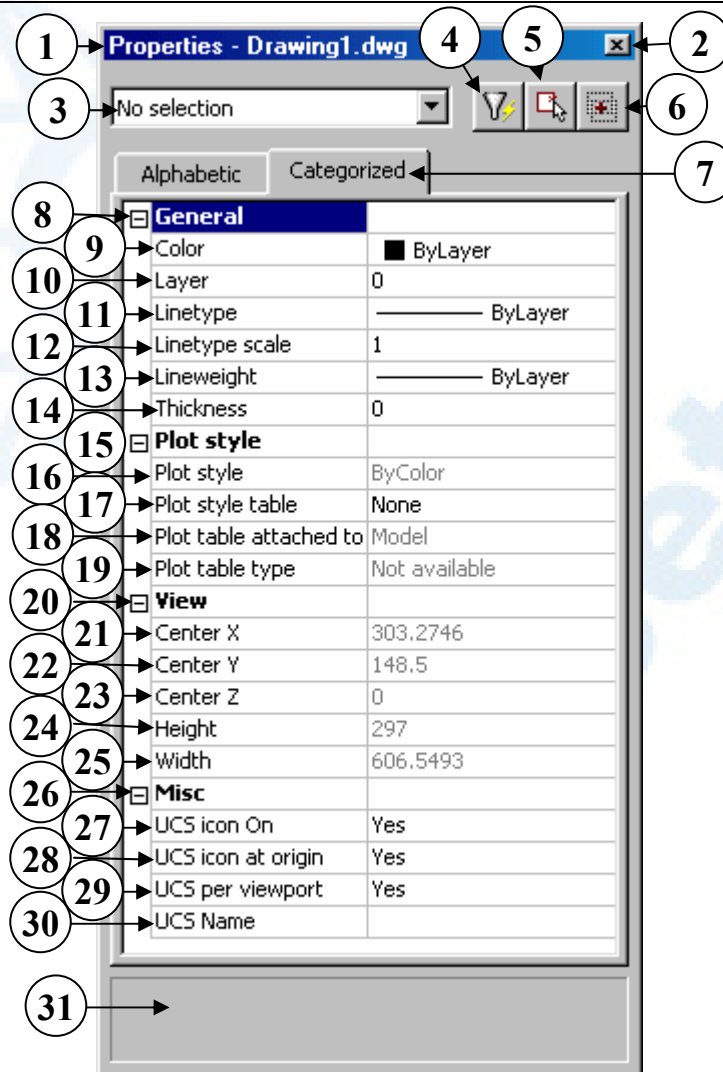 1 Properties - Drawing1.dwg 4 5 2
3 No selection 6
Alphabetic Categorized 7
8 General
9 Color ByLayer
10 Layer 0
11 Linetype ByLayer
12 Linetype scale 1
13 Lineweight ByLayer
14 Thickness 0
15 Plot style
16 Plot style ByColor
17 Plot style table None
18 Plot table attached to Model
19 Plot table type Not available
20 View
21 Center X 303.2746
22 Center Y 148.5
23 Center Z 0
24 Height 297
25 Width 606.5493
26 Misc
27 UCS icon On Yes
28 UCS icon at origin Yes
29 UCS per viewport Yes
30 UCS Name
31